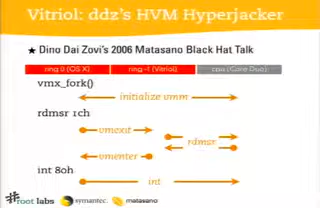 Vitriol: ddz's HVM Hyperjacker
★ Dino Dai Zovi's 2006 Matasano Black Hat Talk
ring 0 (OS X) ring -1 (Vitriol) cpu (Core Duo)
vmx_fork()
initialize vmm
rdmsr 1ch
vmexit
rdmsr
vmenter
int 80h
int
root labs symantec. matasano